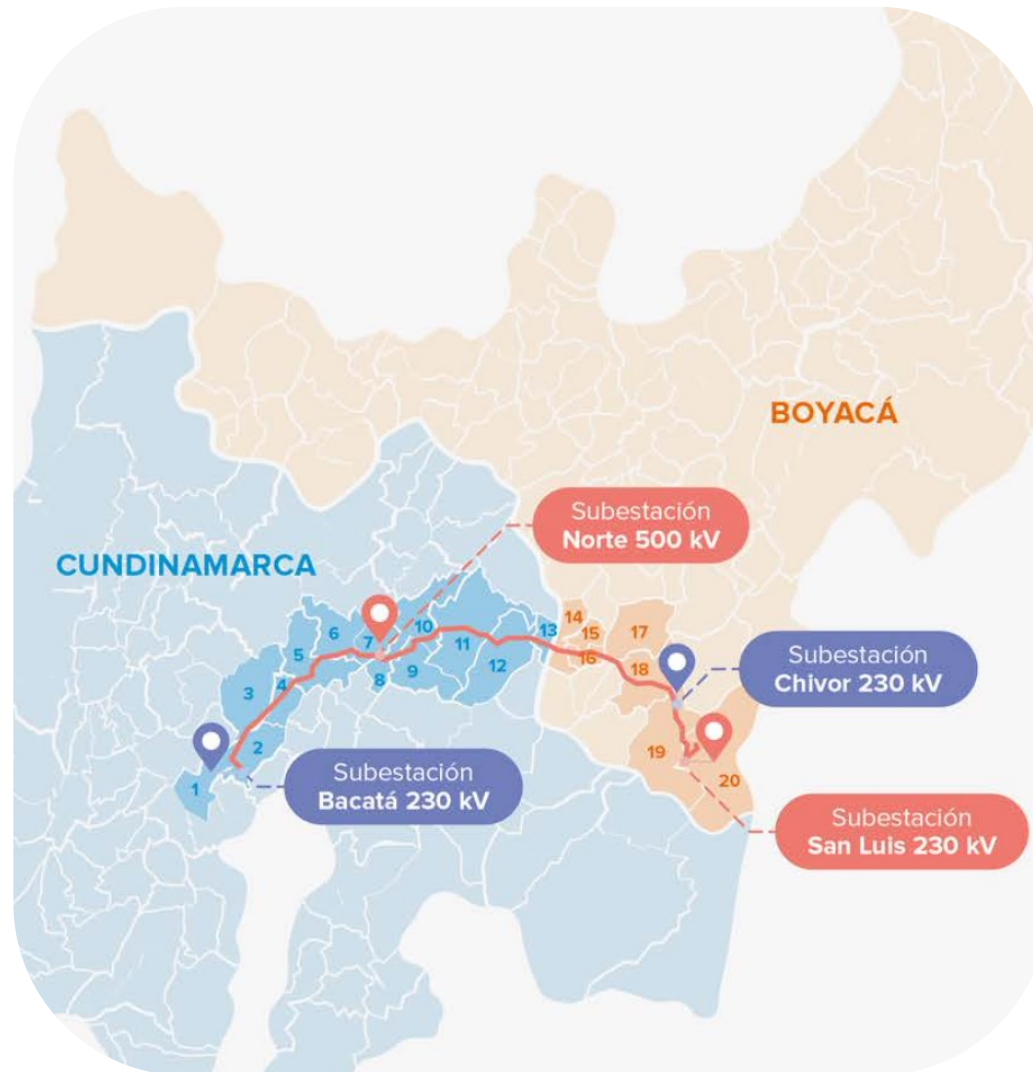 BOYACÁ
Subestación
Norte 500 kV
CUNDINAMARCA
14
13
10
6
7
15
17
5
11
16
9
12
18
8
3
4
Subestación
Chivor 230 kV
2
19
1
20
Subestación
Bacatá 230 kV
Subestación
San Luis 230 kV